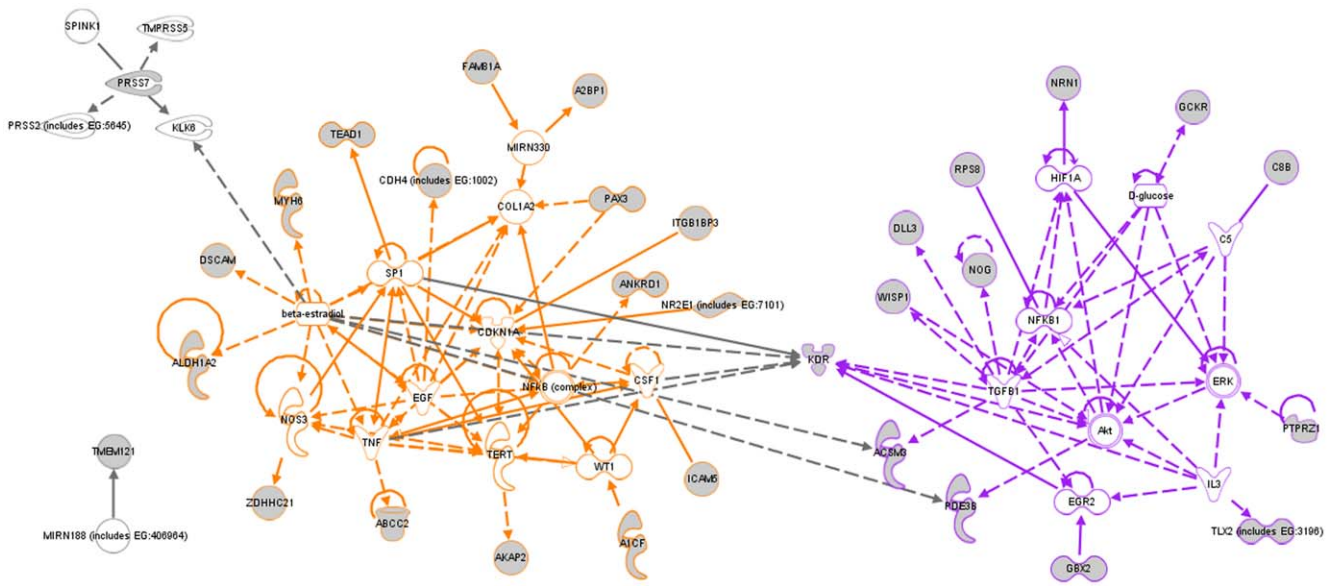 SPINK1
TMPRSS5
PRSS7
PRSS2 (includes EG:5645)
KLK6
FAM81A
A2BP1
TEAD1
MIRN330
CDH4 (includes EG:1002)
MYH6
COL1A2
PAX3
ITGB1BP3
DSCAM
SP1
ANKRD1
NR2E1 (includes EG:7101)
beta-estradiol
CDKN1A
ALDH1A2
NFkB (complex)
CSF1
EGF
NOS3
TNF
TERT
WT1
ICAM5
ZDHHC21
ABCC2
AKAP2
A1CF
TMEM121
MIRN188 (includes EG:406964)
NRN1
GCKR
RPS8
HIF1A
D-glucose
C8B
DLL3
C5
NOG
WISP1
NFKB1
KDR
TGFB1
ERK
Akt
PTPRZ1
ACSM3
IL3
PDE3B
EGR2
TLX2 (includes EG:3196)
GBX2